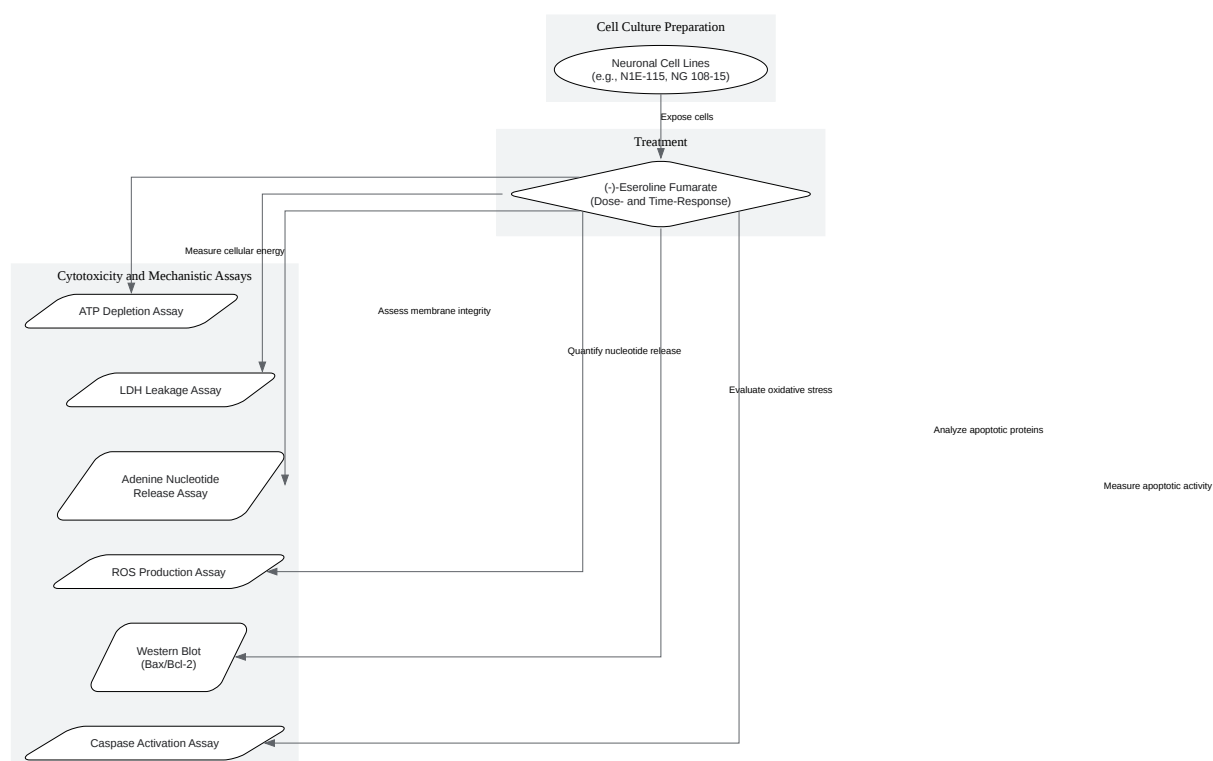 Cell Culture Preparation
Neuronal Cell Lines
(e.g., N1E-115, NG 108-15)
Expose cells
Treatment
(-)-Eseroline Fumarate
(Dose- and Time-Response)
Measure cellular energy
Cytotoxicity and Mechanistic Assays
ATP Depletion Assay
Assess membrane integrity
Quantify nucleotide release
LDH Leakage Assay
Evaluate oxidative stress
Analyze apoptotic proteins
Adenine Nucleotide
Release Assay
Measure apoptotic activity
ROS Production Assay
Western Blot
(Bax/Bcl-2)
Caspase Activation Assay